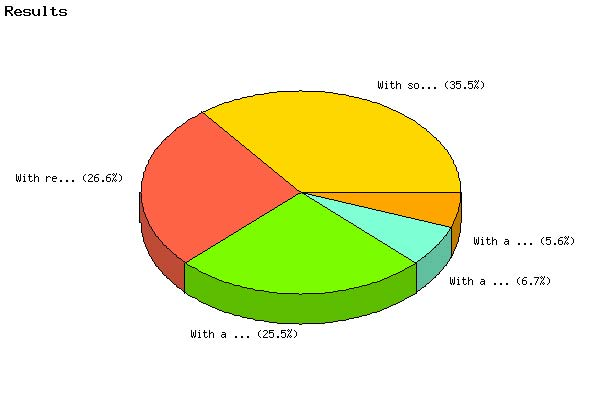 Results
With so... (35.5%)
With re... (26.6%)
With a ... (5.6%)
With a ... (6.7%)
With a ... (25.5%)